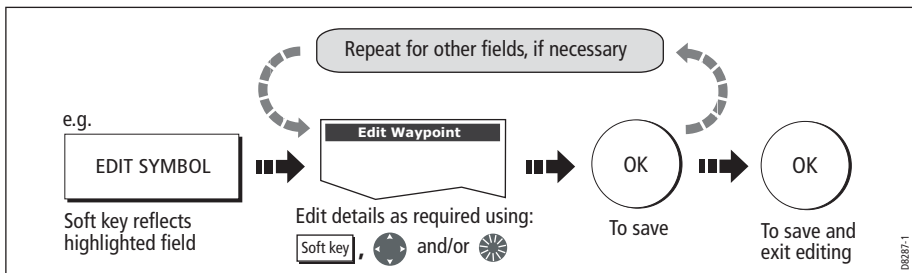 Repeat for other fields, if necessary
e.g.
EDIT SYMBOL
Soft key reflects
highlighted field
Edit Waypoint
Edit details as required using:
Soft key , and/or
OK
To save
OK
To save and
exit editing
D8287-1